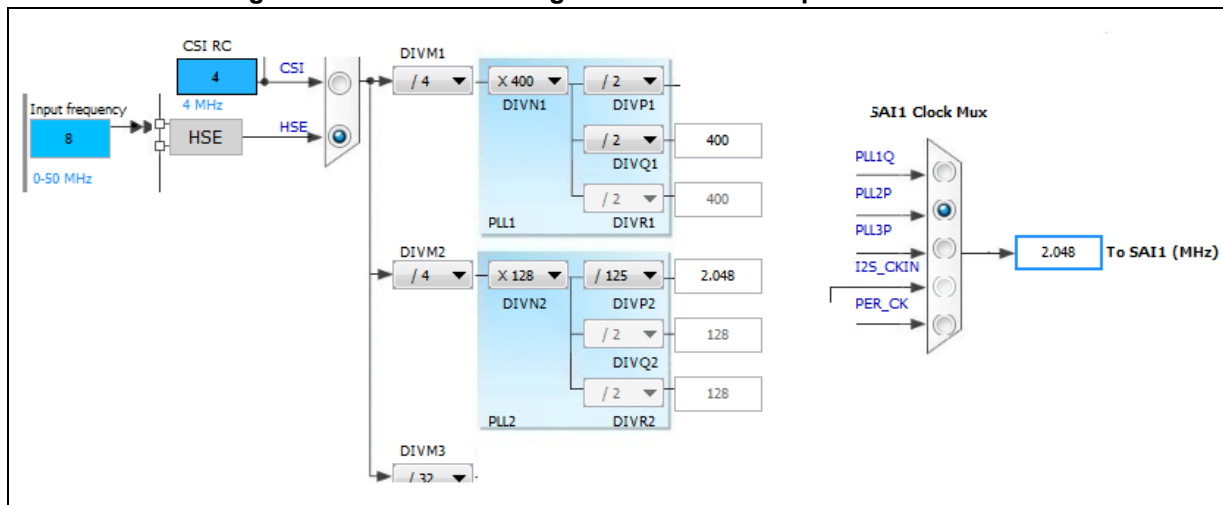 CSI RC
4
4 MHz
CSI
Input frequency
8
0-50 MHz
HSE
HSE
DIVM1
/ 4
X 400
DIVN1
/ 2
DIVP1
/ 2
DIVQ1
400
/ 2
DIVR1
400
PLL1
DIVM2
/ 4
X 128
DIVN2
/ 125
DIVP2
2.048
/ 2
DIVQ2
128
/ 2
DIVR2
128
PLL2
DIVM3
/ 32
SAI1 Clock Mux
PLL1Q
PLL2P
PLL3P
I2S_CKIN
PER_CK
2.048
To SAI1 (MHz)